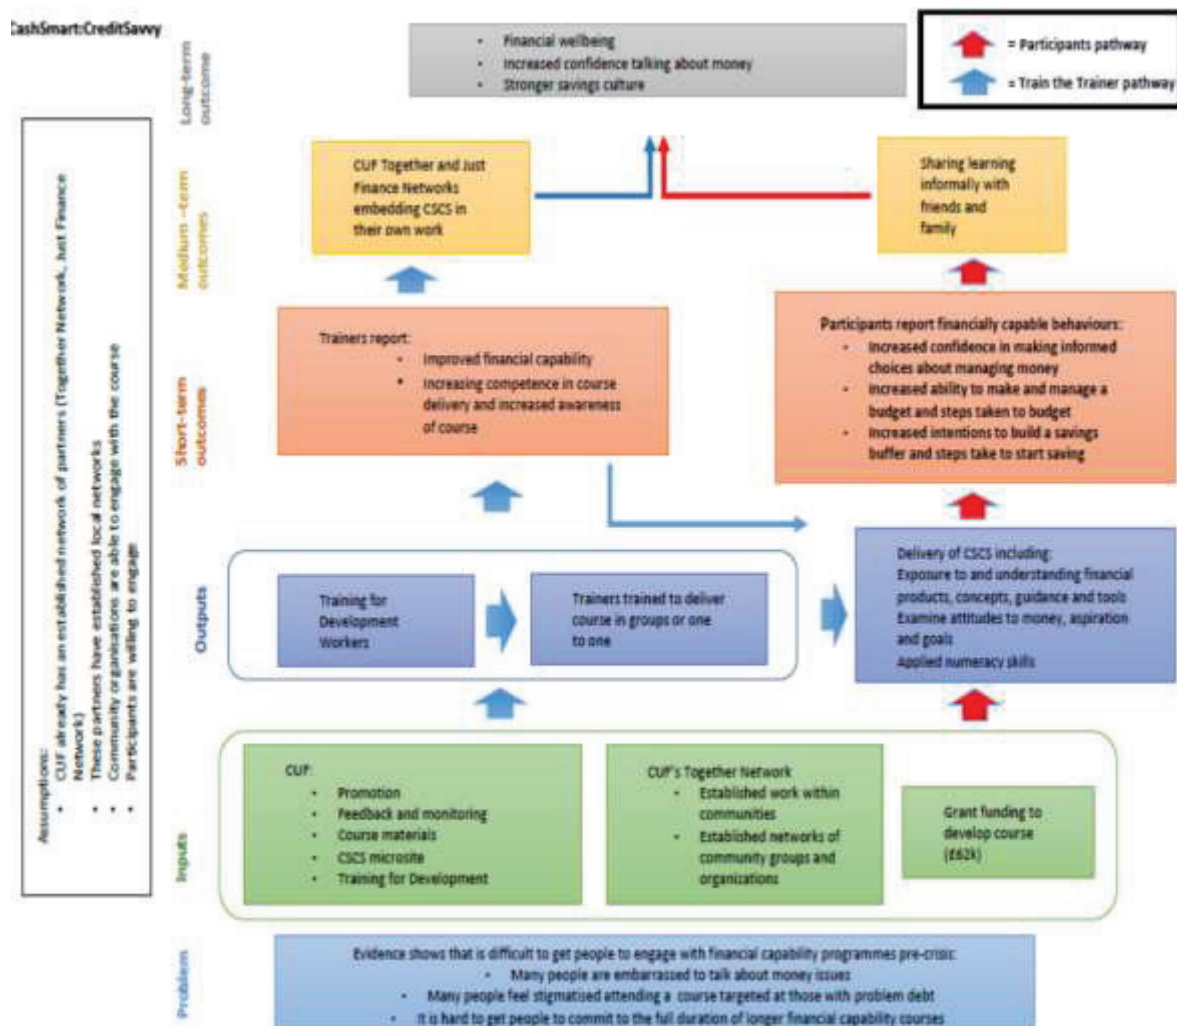 CashSmart:CreditSavvy
Long-term
outcome
• Financial wellbeing
• Increased confidence talking about money
• Stronger savings culture
= Participants pathway
= Train the Trainer pathway
Assumptions:
• CUF already has an established network of partners (Together Network, Just Finance
Network)
• These partners have established local networks
• Community organisations are able to engage with the course
• Participants are willing to engage
Medium –term
outcomes
CUF Together and Just
Finance Networks
embedding CSCS in
their own work
Sharing learning
informally with
friends and
family
Short-term
outcomes
Trainers report:
• Improved financial capability
• Increasing competence in course
delivery and increased awareness
of course
Participants report financially capable behaviours:
• Increased confidence in making informed
choices about managing money
• Increased ability to make and manage a
budget and steps taken to budget
• Increased intentions to build a savings
buffer and steps take to start saving
Outputs
Training for
Development
Workers
Trainers trained to deliver
course in groups or one
to one
Delivery of CSCS including:
Exposure to and understanding financial
products, concepts, guidance and tools
Examine attitudes to money, aspiration
and goals
Applied numeracy skills
Inputs
CUF:
• Promotion
• Feedback and monitoring
• Course materials
• CSCS microsite
• Training for Development
CUF's Together Network
• Established work within
communities
• Established networks of
community groups and
organizations
Grant funding to
develop course
(£62k)
Problem
Evidence shows that is difficult to get people to engage with financial capability programmes pre-crisis:
• Many people are embarrassed to talk about money issues
• Many people feel stigmatised attending a course targeted at those with problem debt
• It is hard to get people to commit to the full duration of longer financial capability courses